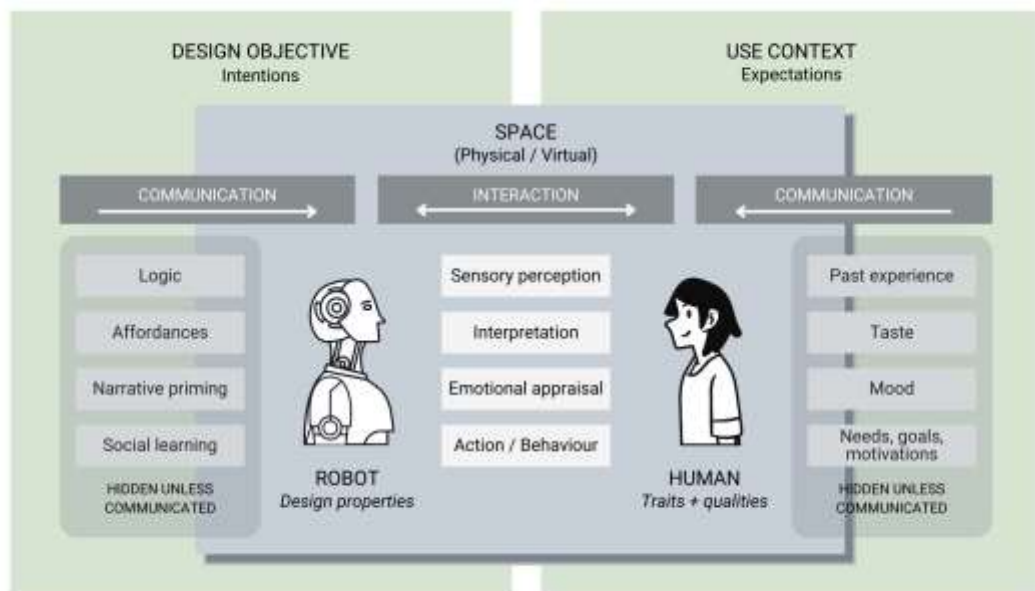 DESIGN OBJECTIVE
Intentions
USE CONTEXT
Expectations
SPACE
(Physical / Virtual)
COMMUNICATION
INTERACTION
COMMUNICATION
Logic
Affordances
Narrative priming
Social learning
HIDDEN UNLESS
COMMUNICATED
ROBOT
Design properties
Sensory perception
Interpretation
Emotional appraisal
Action / Behaviour
HUMAN
Traits + qualities
Past experience
Taste
Mood
Needs, goals,
motivations
HIDDEN UNLESS
COMMUNICATED